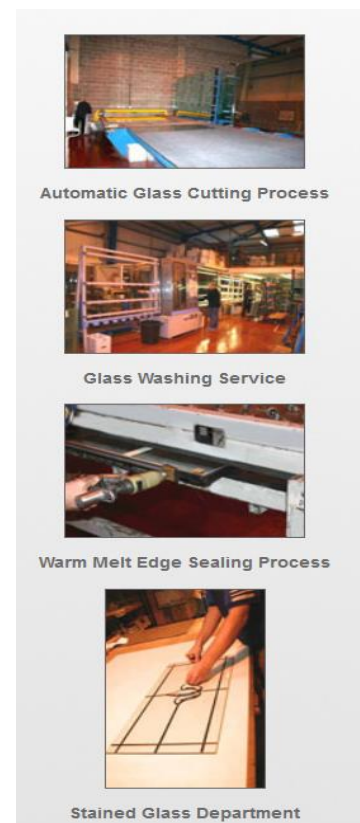 Automatic Glass Cutting Process
Glass Washing Service
Warm Melt Edge Sealing Process
Stained Glass Department